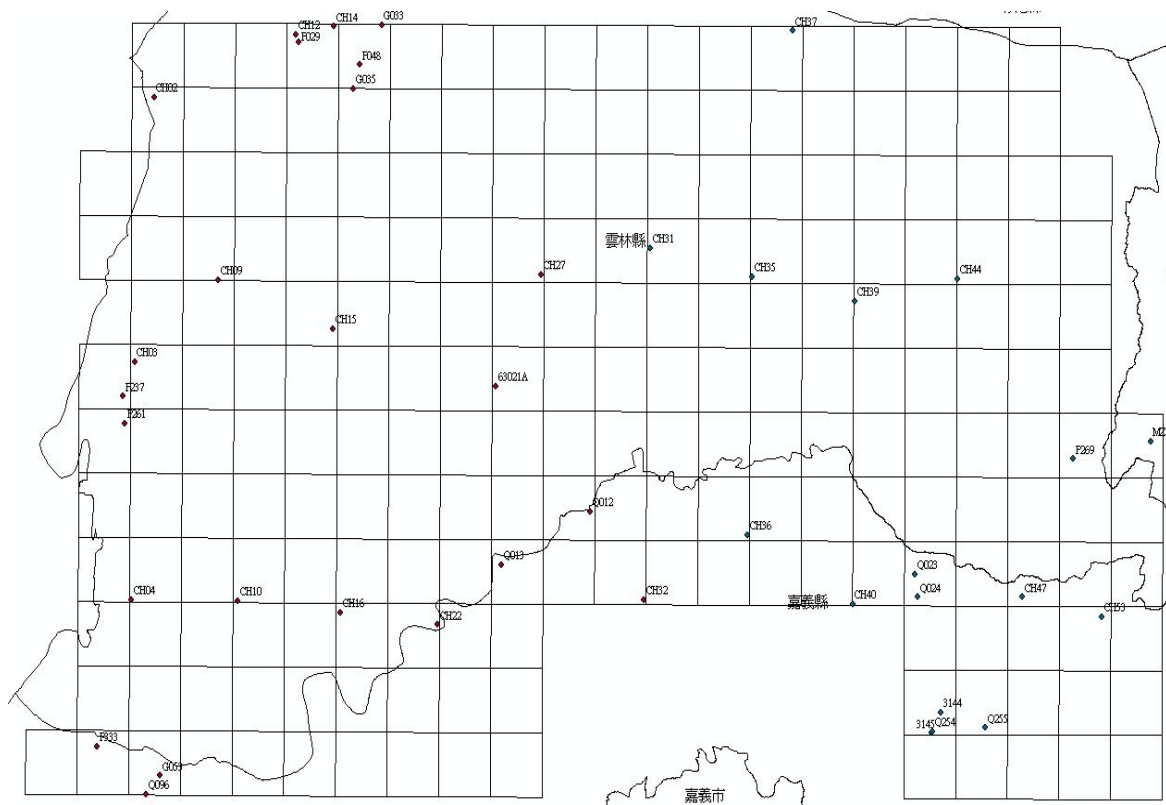 CH12
CH14
G033
CH37
F029
F048
G035
CH02
雲林縣
CH31
CH09
CH27
CH35
CH44
CH39
CH15
CH03
63021A
F237
F261
MZ
P269
Q012
CH36
Q013
Q023
CH04
CH10
CH16
CH22
CH32
嘉義縣
CH40
Q024
CH47
CH53
3144
3145
Q254
Q255
F333
G053
Q096
嘉義市